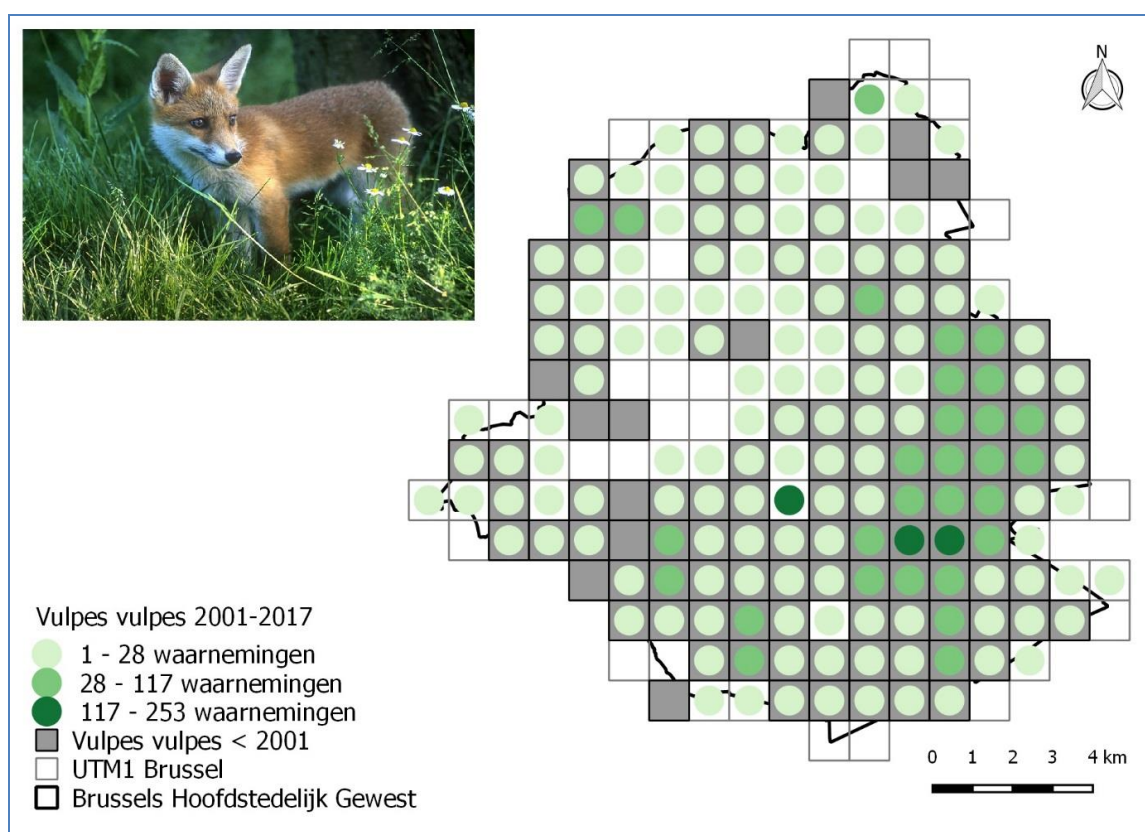 N
Vulpes vulpes 2001-2017
1 - 28 waarnemingen
28 - 117 waarnemingen
117 - 253 waarnemingen
Vulpes vulpes < 2001
UTM1 Brussel
Brussels Hoofdstedelijk Gewest
0 1 2 3 4 km